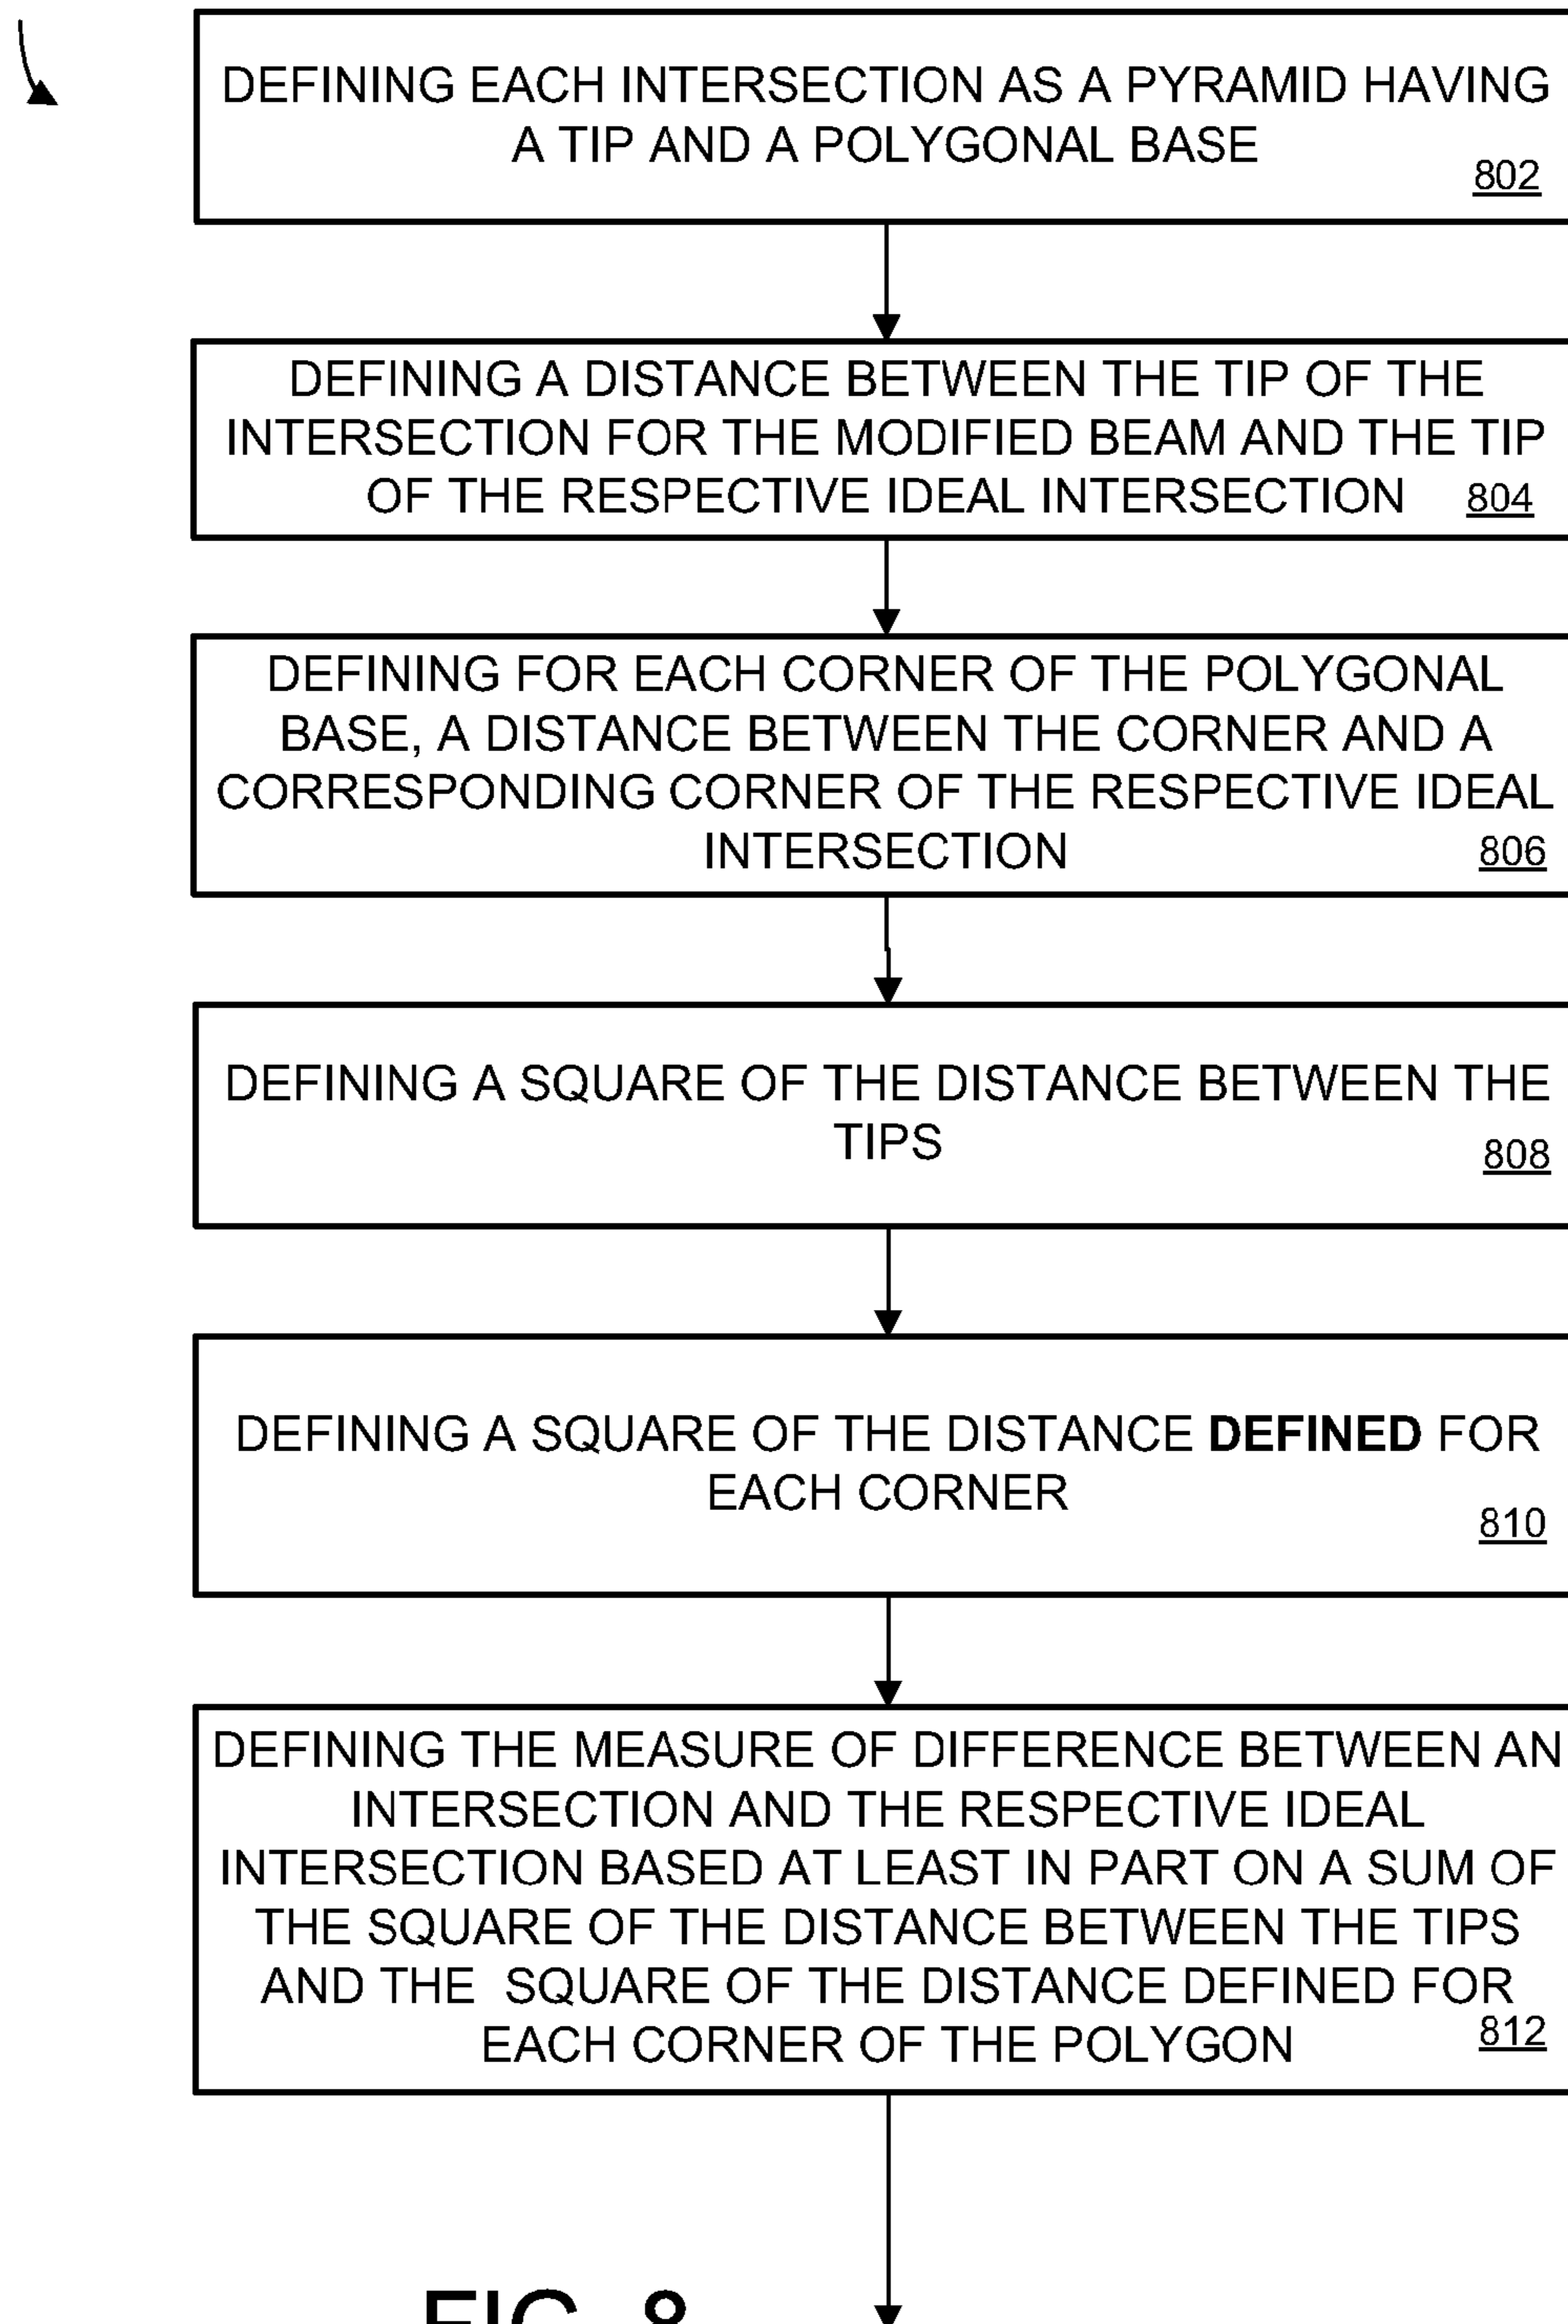 DEFINING EACH INTERSECTION AS A PYRAMID HAVING
A TIP AND A POLYGONAL BASE
802
DEFINING A DISTANCE BETWEEN THE TIP OF THE
INTERSECTION FOR THE MODIFIED BEAM AND THE TIP
OF THE RESPECTIVE IDEAL INTERSECTION 804
DEFINING FOR EACH CORNER OF THE POLYGONAL
BASE, A DISTANCE BETWEEN THE CORNER AND A
CORRESPONDING CORNER OF THE RESPECTIVE IDEAL
INTERSECTION 806
DEFINING A SQUARE OF THE DISTANCE BETWEEN THE
TIPS
808
DEFINING A SQUARE OF THE DISTANCE DEFINED FOR
EACH CORNER
810
DEFINING THE MEASURE OF DIFFERENCE BETWEEN AN
INTERSECTION AND THE RESPECTIVE IDEAL
INTERSECTION BASED AT LEAST IN PART ON A SUM OF
THE SQUARE OF THE DISTANCE BETWEEN THE TIPS
AND THE SQUARE OF THE DISTANCE DEFINED FOR
EACH CORNER OF THE POLYGON 812
FIG. 8